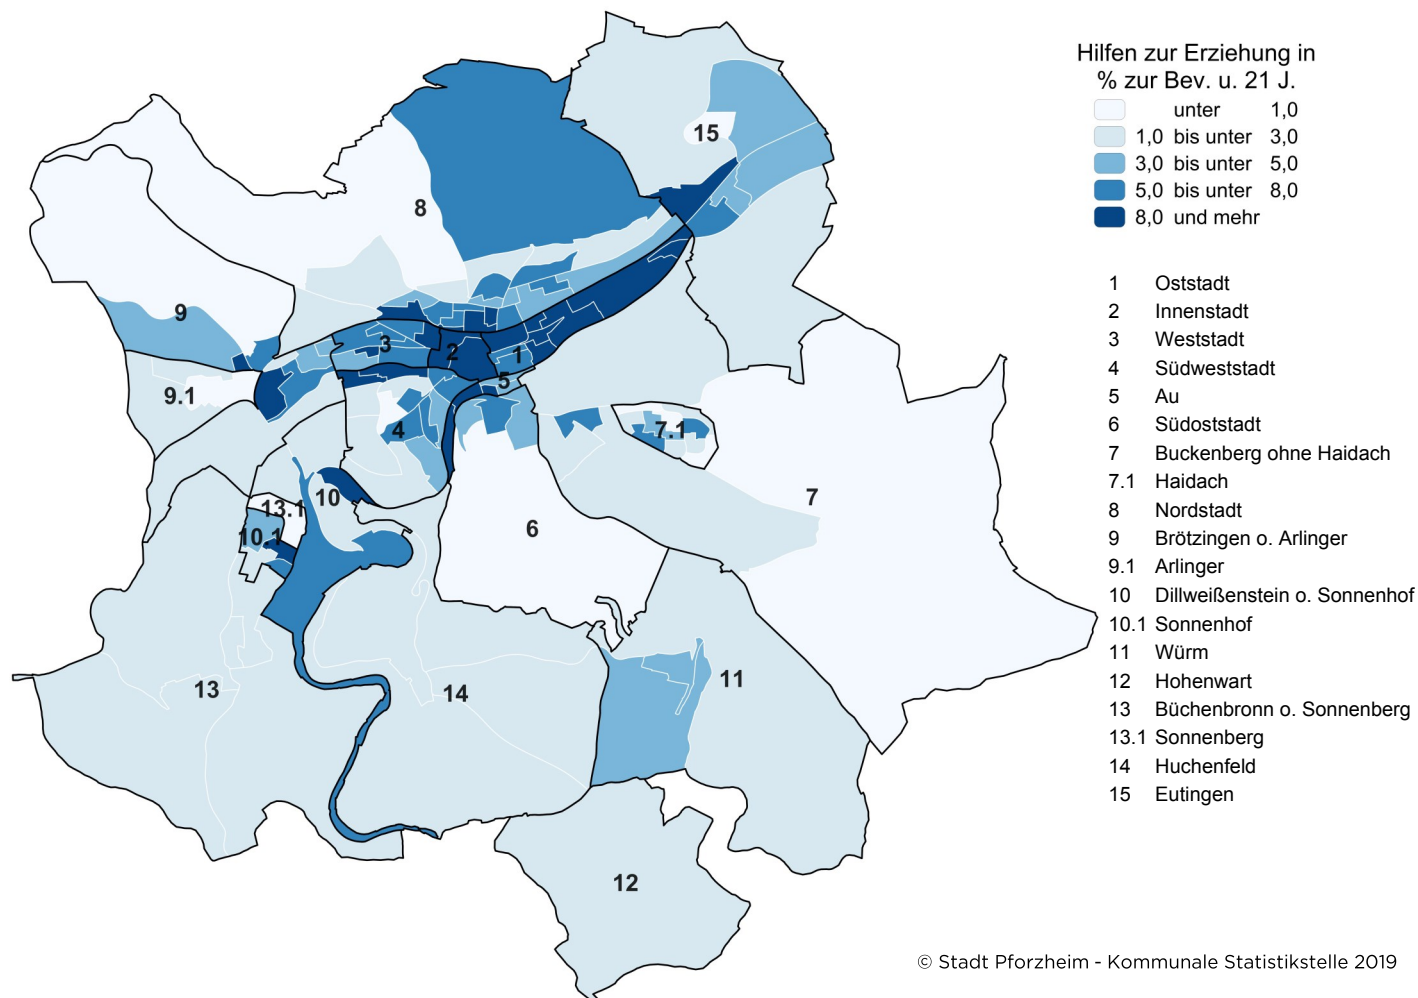 Hilfen zur Erziehung in
% zur Bev. u. 21 J.
unter 1,0
1,0 bis unter 3,0
3,0 bis unter 5,0
5,0 bis unter 8,0
8,0 und mehr
1 Oststadt
2 Innenstadt
3 Weststadt
4 Südweststadt
5 Au
6 Südoststadt
7 Buckenberg ohne Haidach
7.1 Haidach
8 Nordstadt
9 Brötzingen o. Arlinger
9.1 Arlinger
10 Dillweißenstein o. Sonnenhof
10.1 Sonnenhof
11 Würm
12 Hohenwart
13 Büchenbronn o. Sonnenberg
13.1 Sonnenberg
14 Huchenfeld
15 Eutingen
15
8
9
3
2
1
5
9.1
4
7.1
10
7
13.1
6
10.1
13
14
11
12
© Stadt Pforzheim - Kommunale Statistikstelle 2019